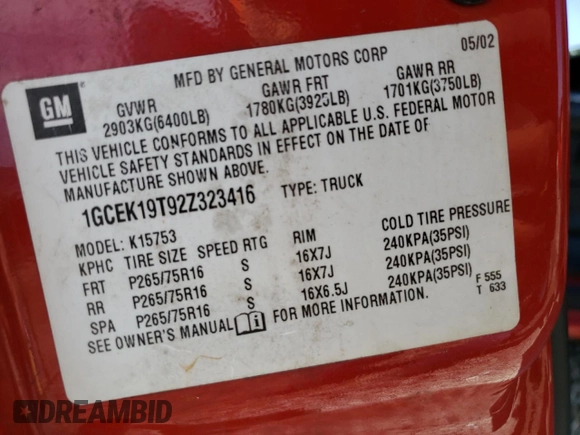 MFD BY GENERAL MOTORS CORP 05/02
GM
GVWR GAWR FRT GAWR RR
2903KG(6400LB) 1780KG(3925LB) 1701KG(3750LB)
THIS VEHICLE CONFORMS TO ALL APPLICABLE U.S. FEDERAL MOTOR
VEHICLE SAFETY STANDARDS IN EFFECT ON THE DATE OF
MANUFACTURE SHOWN ABOVE.
1GCEK19T92Z323416 TYPE: TRUCK
MODEL: K15753
KPHC TIRE SIZE SPEED RTG RIM COLD TIRE PRESSURE
FRT P265/75R16 S 16X7J 240KPA(35PSI)
RR P265/75R16 S 16X7J 240KPA(35PSI)
SPA P265/75R16 S 16X6.5J 240KPA(35PSI)
SEE OWNER'S MANUAL i FOR MORE INFORMATION.
F 555
T 633
DREAMBID